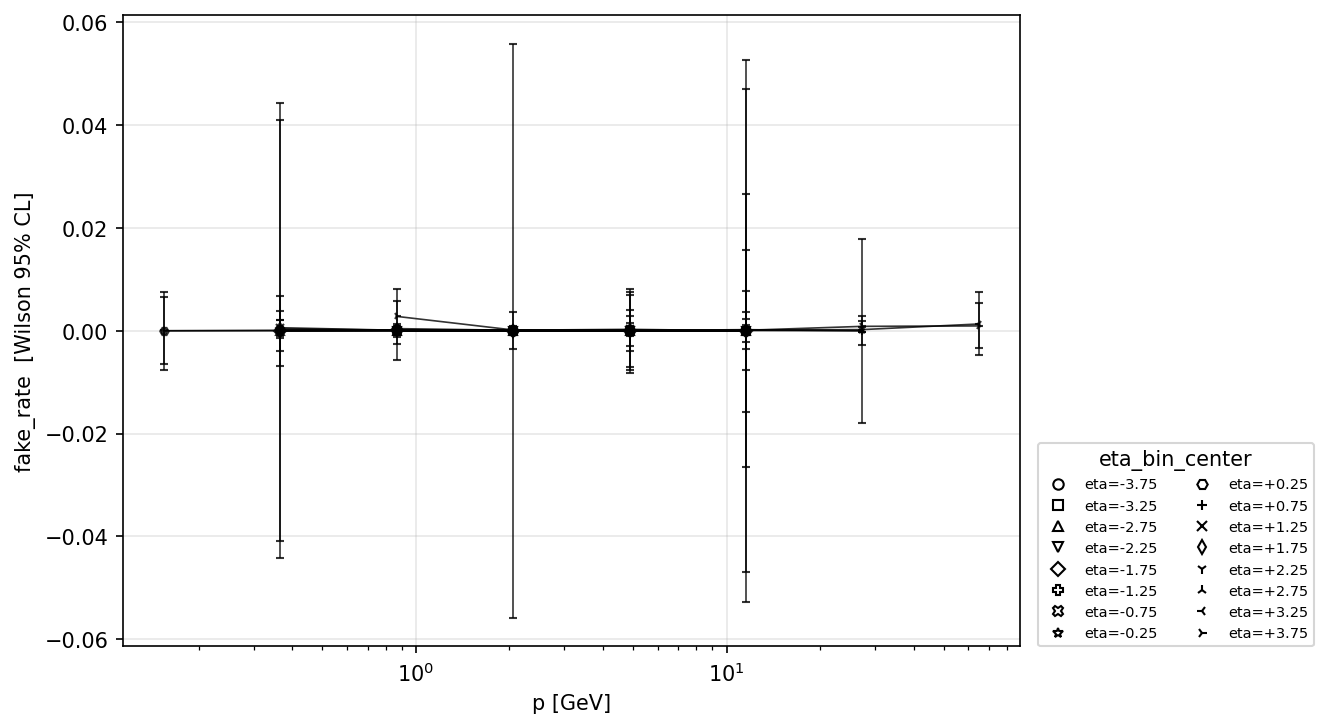 0.06
0.04
0.02
0.00
−0.02
−0.04
−0.06
fake_rate [Wilson 95% CL]
10⁰
10¹
p [GeV]
eta_bin_center
eta=-3.75
eta=-3.25
eta=-2.75
eta=-2.25
eta=-1.75
eta=-1.25
eta=-0.75
eta=-0.25
eta=+0.25
eta=+0.75
eta=+1.25
eta=+1.75
eta=+2.25
eta=+2.75
eta=+3.25
eta=+3.75